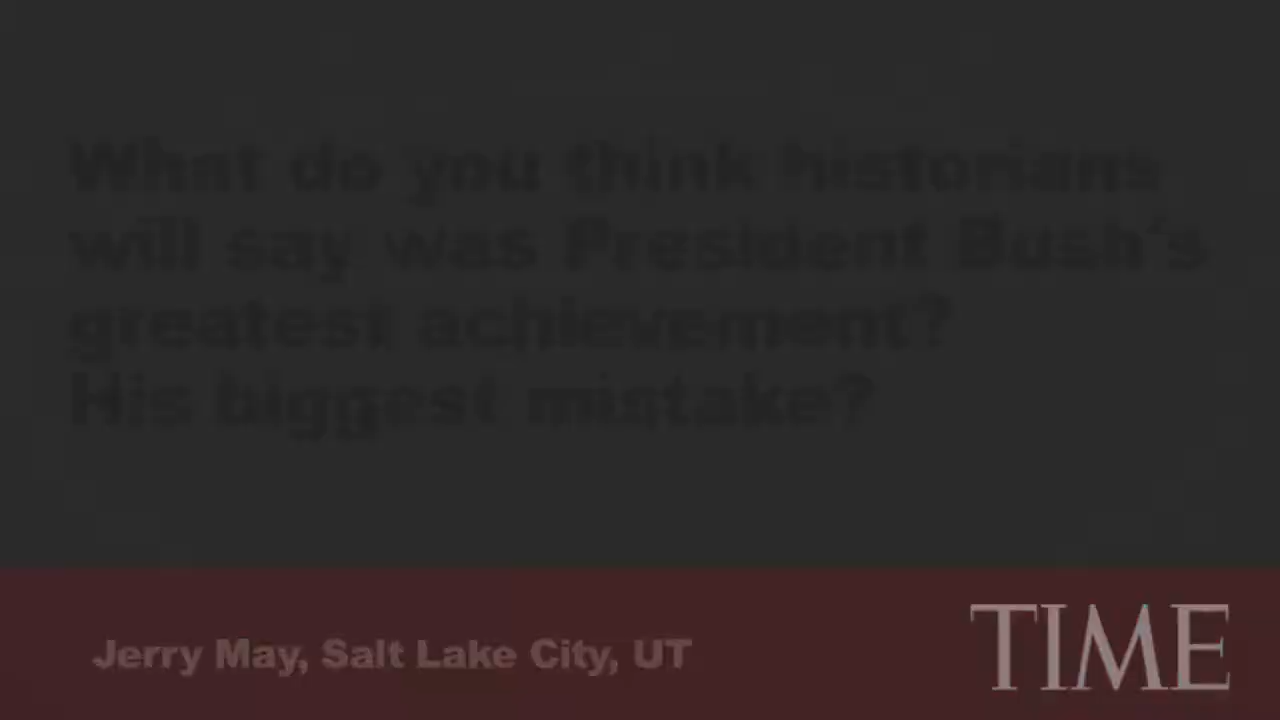 What do you think historians
will say was President Bush's
greatest achievement?
His biggest mistake?
Jerry May, Salt Lake City, UT
TIME